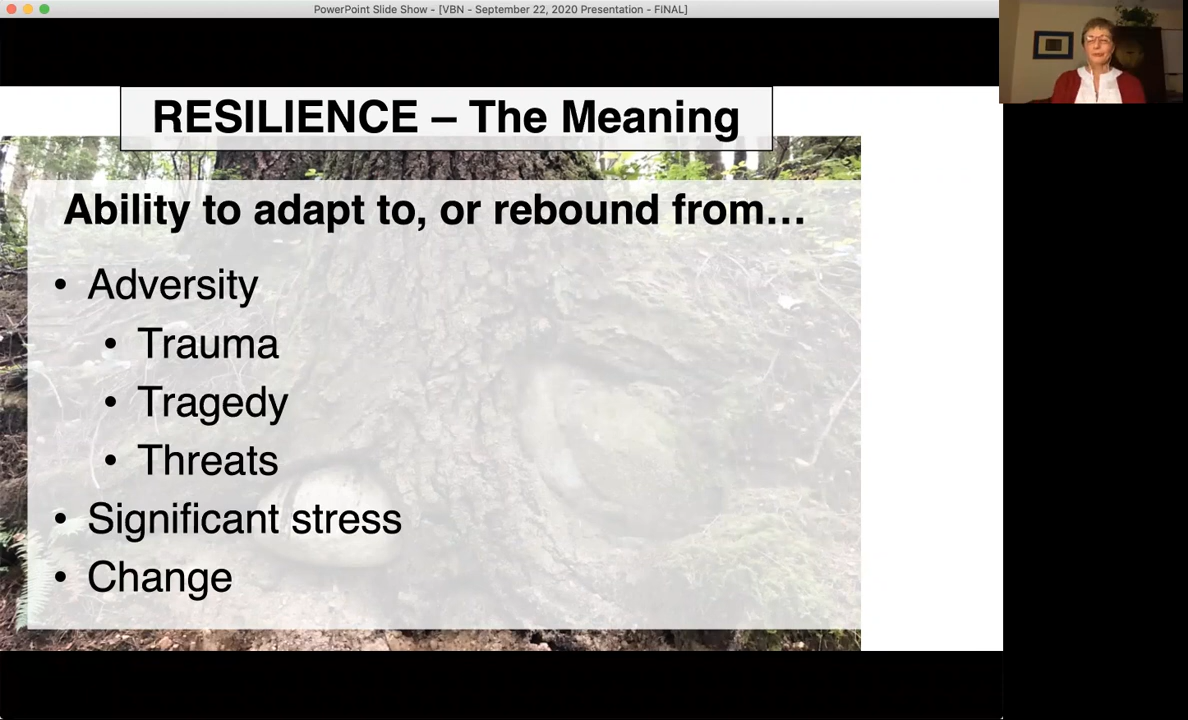 PowerPoint Slide Show - [VBN - September 22, 2020 Presentation - FINAL]
RESILIENCE – The Meaning
Ability to adapt to, or rebound from...
• Adversity
• Trauma
• Tragedy
• Threats
• Significant stress
• Change